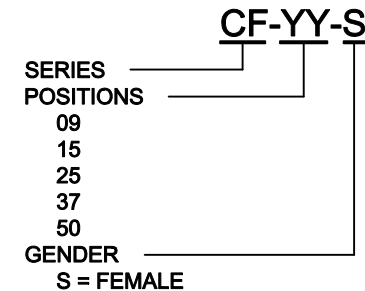 CF-YY-S
SERIES
POSITIONS
09
15
25
37
50
GENDER
S = FEMALE